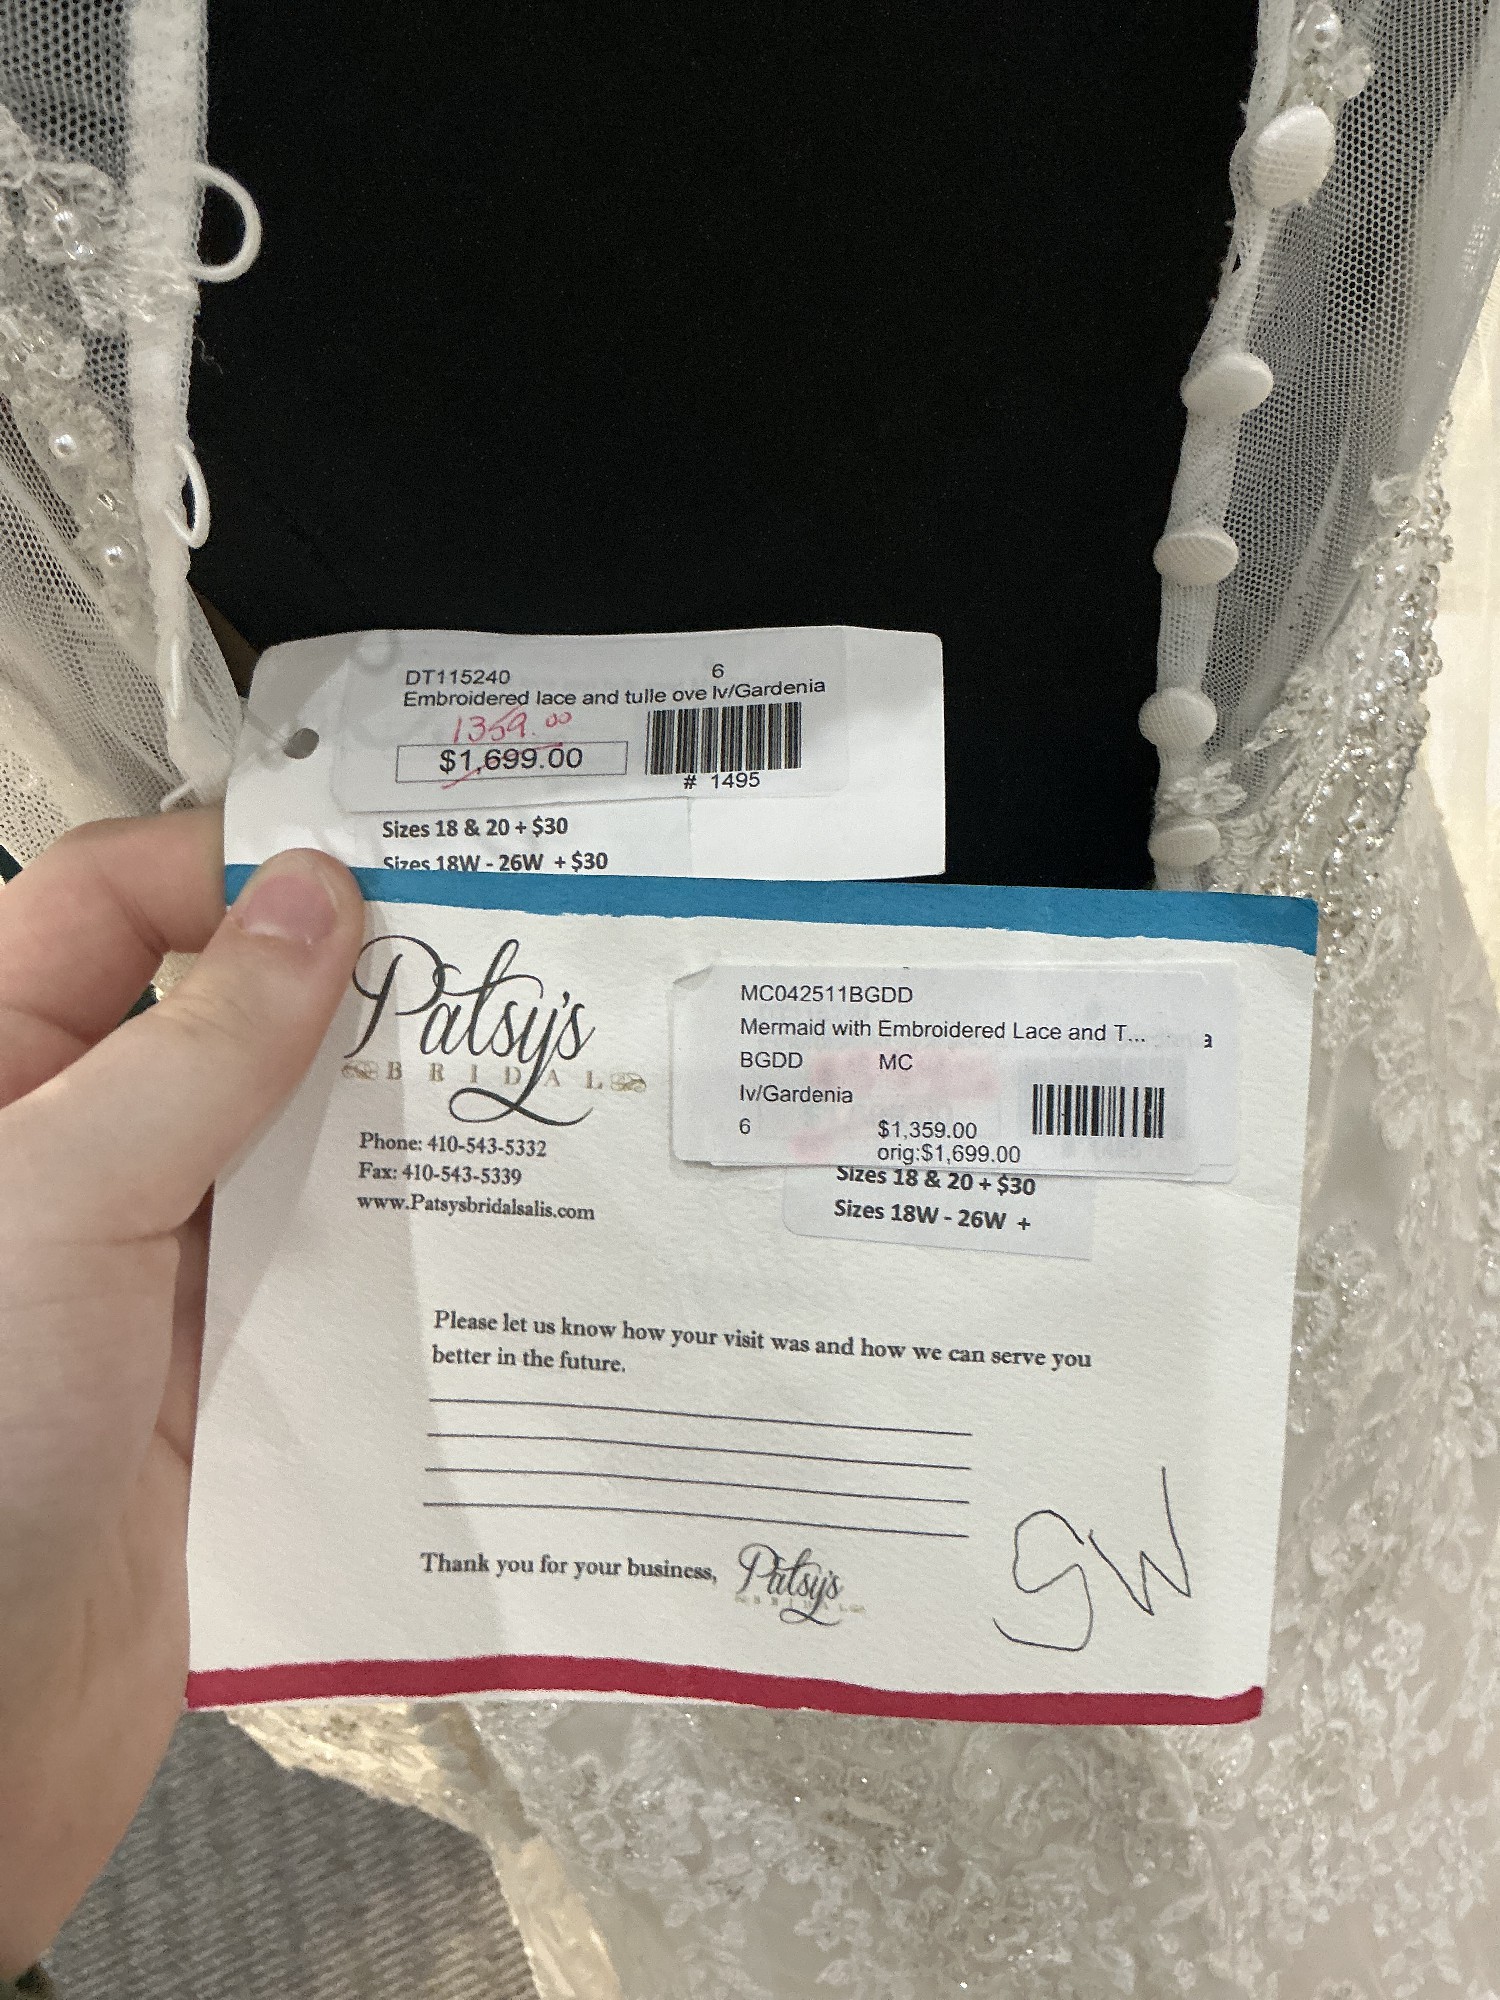 DT115240 6
Embroidered lace and tulle ove Iv/Gardenia
1359.00
$1,699.00
# 1495
Sizes 18 & 20 + $30
Sizes 18W - 26W + $30
Patsy's
BRIDAL
Phone: 410-543-5332
Fax: 410-543-5339
www.Patsysbridalsalis.com
MC042511BGDD
Mermaid with Embroidered Lace and T... a
BGDD MC
Iv/Gardenia
6 $1,359.00
orig:$1,699.00
Sizes 18 & 20 + $30
Sizes 18W - 26W +
Please let us know how your visit was and how we can serve you
better in the future.
Thank you for your business, Patsy's
BRIDAL
SW